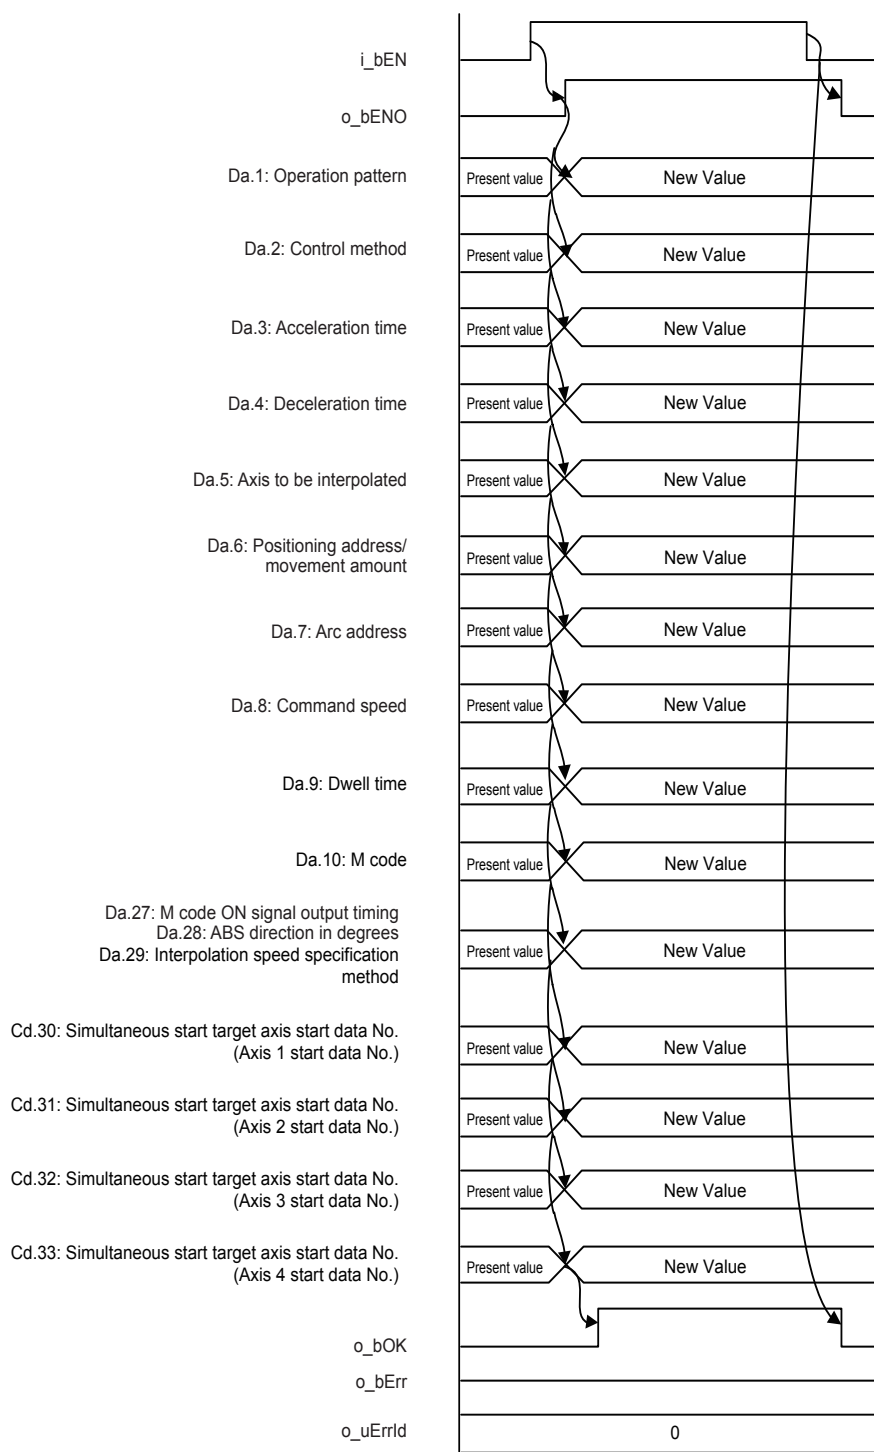 i_bEN
o_bENO
Da.1: Operation pattern
Present value
New Value
Da.2: Control method
Present value
New Value
Da.3: Acceleration time
Present value
New Value
Da.4: Deceleration time
Present value
New Value
Da.5: Axis to be interpolated
Present value
New Value
Da.6: Positioning address/
movement amount
Present value
New Value
Da.7: Arc address
Present value
New Value
Da.8: Command speed
Present value
New Value
Da.9: Dwell time
Present value
New Value
Da.10: M code
Present value
New Value
Da.27: M code ON signal output timing
Da.28: ABS direction in degrees
Da.29: Interpolation speed specification
method
Present value
New Value
Cd.30: Simultaneous start target axis start data No.
(Axis 1 start data No.)
Present value
New Value
Cd.31: Simultaneous start target axis start data No.
(Axis 2 start data No.)
Present value
New Value
Cd.32: Simultaneous start target axis start data No.
(Axis 3 start data No.)
Present value
New Value
Cd.33: Simultaneous start target axis start data No.
(Axis 4 start data No.)
Present value
New Value
o_bOK
o_bErr
o_uErrId
0